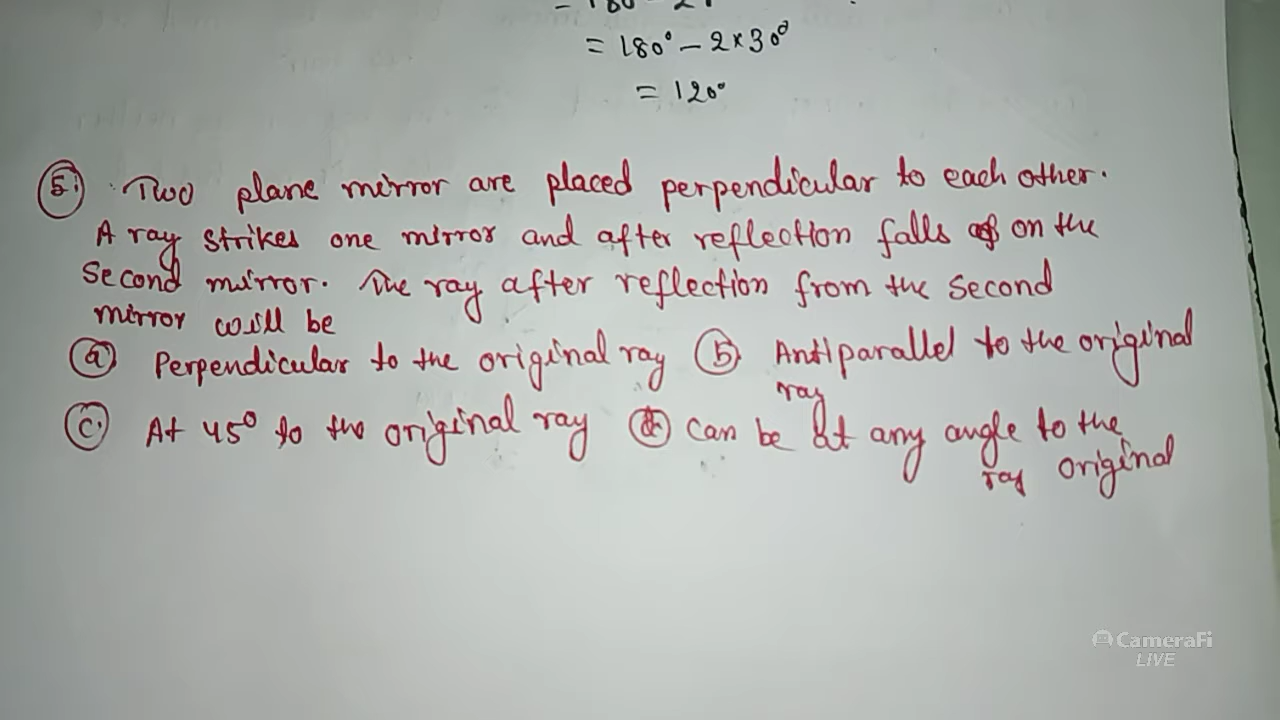 = 180° - 2×30°
= 120°
5. Two plane mirror are placed perpendicular to each other.
A ray strikes one mirror and after reflection falls on the
second mirror. The ray after reflection from the second
mirror will be
a Perpendicular to the original ray b Antiparallel to the original
ray
c. At 45° to the original ray d can be at any angle to the
ray original
CameraFi
LIVE